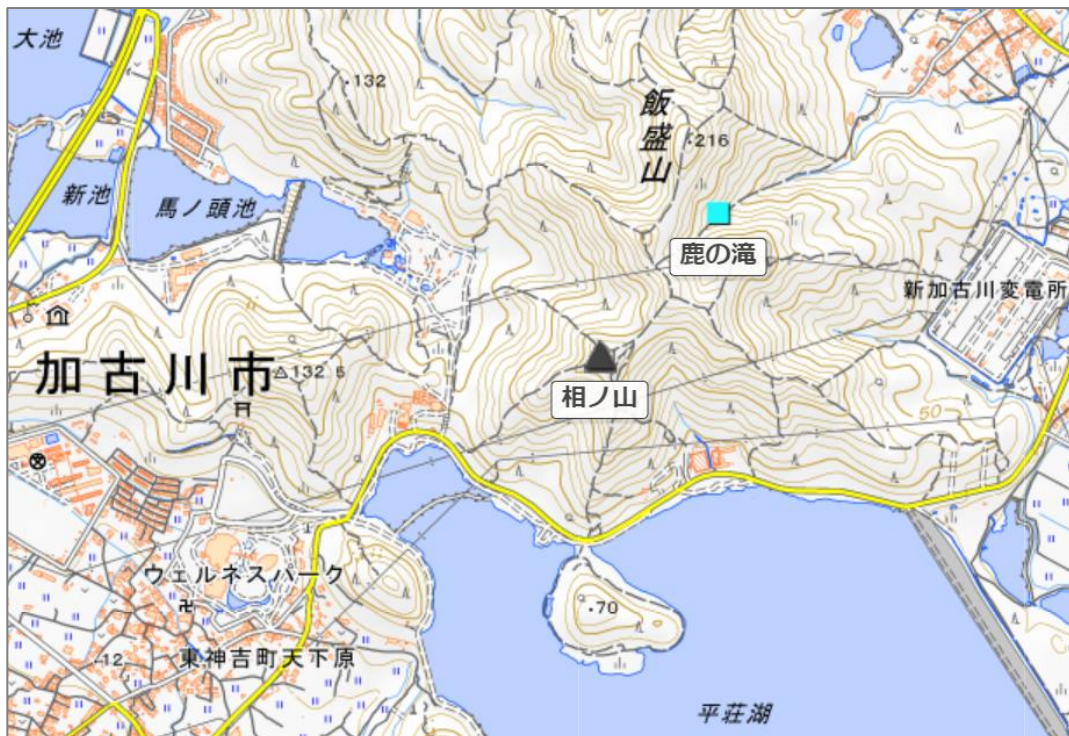 大池
・132
飯盛山
・216
新池
馬ノ頭池
鹿の滝
新加古川変電所
加古川市
132.5
相ノ山
50
ウェルネスパーク
・70
東神吉町天下原
・12
平荘湖